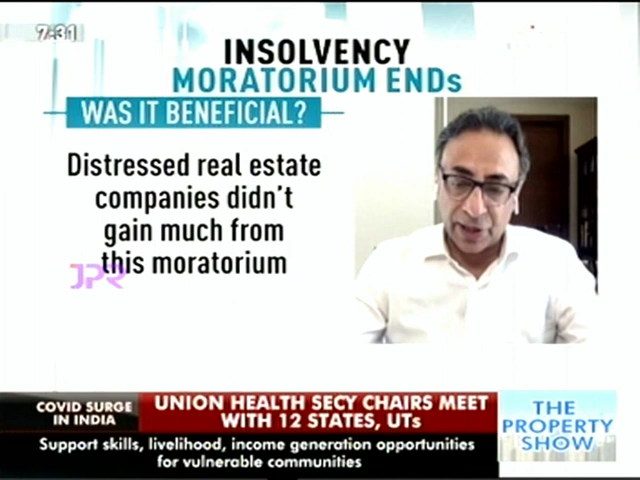 7:31
INSOLVENCY
MORATORIUM ENDs
WAS IT BENEFICIAL?
Distressed real estate
companies didn't
gain much from
this moratorium
JPR
COVID SURGE
IN INDIA
UNION HEALTH SECY CHAIRS MEET
WITH 12 STATES, UTs
THE
PROPERTY
SHOW
Support skills, livelihood, income generation opportunities
for vulnerable communities